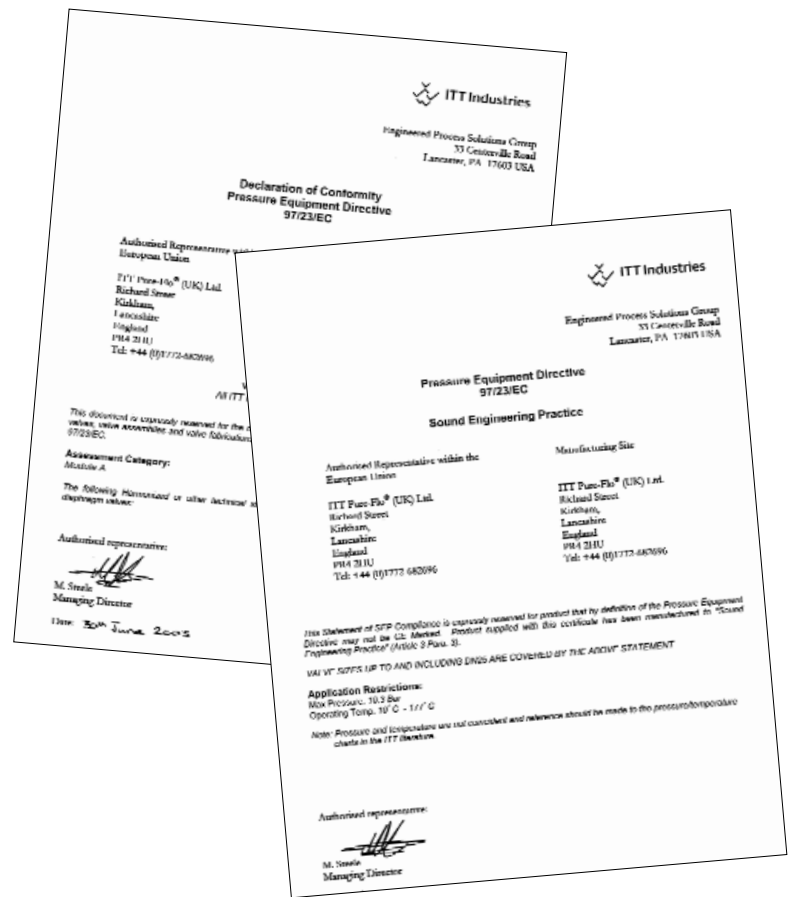 ITT Industries
Engineered Process Solutions Group
33 Centerville Road
Lancaster, PA 17603 USA
Declaration of Conformity
Pressure Equipment Directive
97/23/EC
Authorised Representative
European Union
ITT Pure-Flo® (UK) Ltd.
Richard Street
Kirkham,
Lancashire
England
PR4 2HU
Tel: +44 (0)1772-682696
All ITT
This document is expressly reserved for the
valves, valve assemblies and valve fabrications
97/23/EC.
Assessment Category:
Module A
The following Harmonised or other technical
diaphragm valves:
Authorised representative:
M. Steele
Managing Director
Date: 30th June 2005
ITT Industries
Engineered Process Solutions Group
33 Centerville Road
Lancaster, PA 17603 USA
Pressure Equipment Directive
97/23/EC
Sound Engineering Practice
Authorised Representative within the
European Union
ITT Pure-Flo® (UK) Ltd.
Richard Street
Kirkham,
Lancashire
England
PR4 2HU
Tel: +44 (0)1772-682696
Manufacturing Site
ITT Pure-Flo® (UK) Ltd.
Richard Street
Kirkham,
Lancashire
England
PR4 2HU
Tel: +44 (0)1772-682696
This Statement of SEP Compliance is expressly reserved for product that by definition of the Pressure Equipment
Directive may not be CE Marked. Product supplied with this certificate has been manufactured to "Sound
Engineering Practice" (Article 3 Para. 3).
VALVE SIZES UP TO AND INCLUDING DN25 ARE COVERED BY THE ABOVE STATEMENT
Application Restrictions:
Max Pressure. 10.3 Bar
Operating Temp. 10° C - 177° C
Note: Pressure and temperature are not coincident and reference should be made to the pressure/temperature
charts in the ITT literature.
Authorised representative:
M. Steele
Managing Director